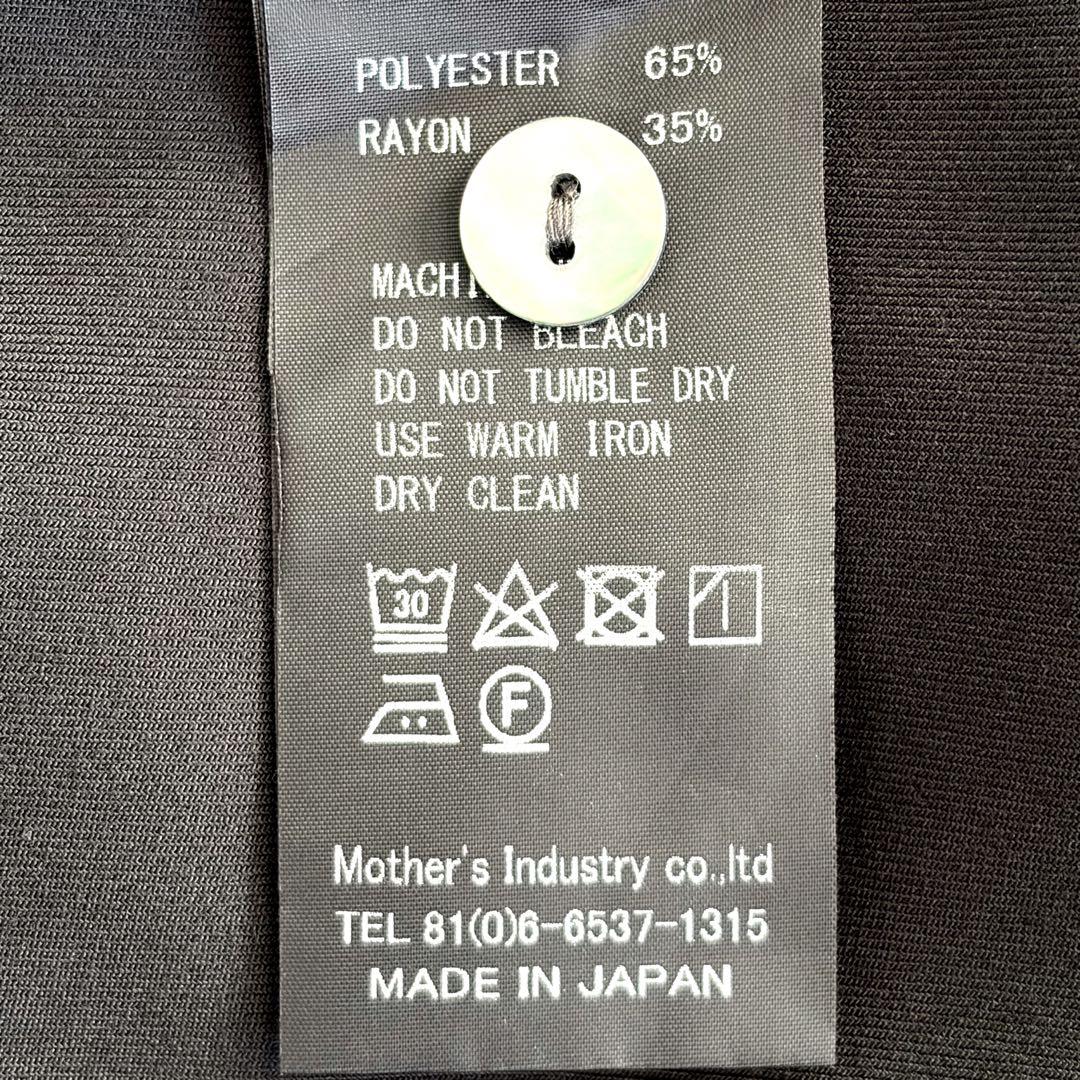 POLYESTER 65%
RAYON 35%
DO NOT BLEACH
DO NOT TUMBLE DRY
USE WARM IRON
DRY CLEAN
30
F
Mother's Industry co.,ltd
TEL 81(0)6-6537-1315
MADE IN JAPAN